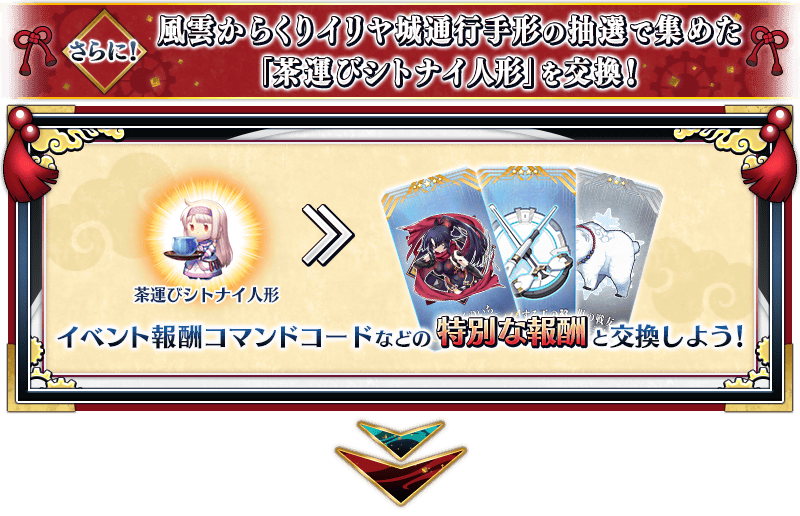 さらに!
風雲からくりイリヤ城通行手形の抽選で集めた
「茶運びシトナイ人形」を交換!
茶運びシトナイ人形
イベント報酬コマンドコードなどの特別な報酬と交換しよう!